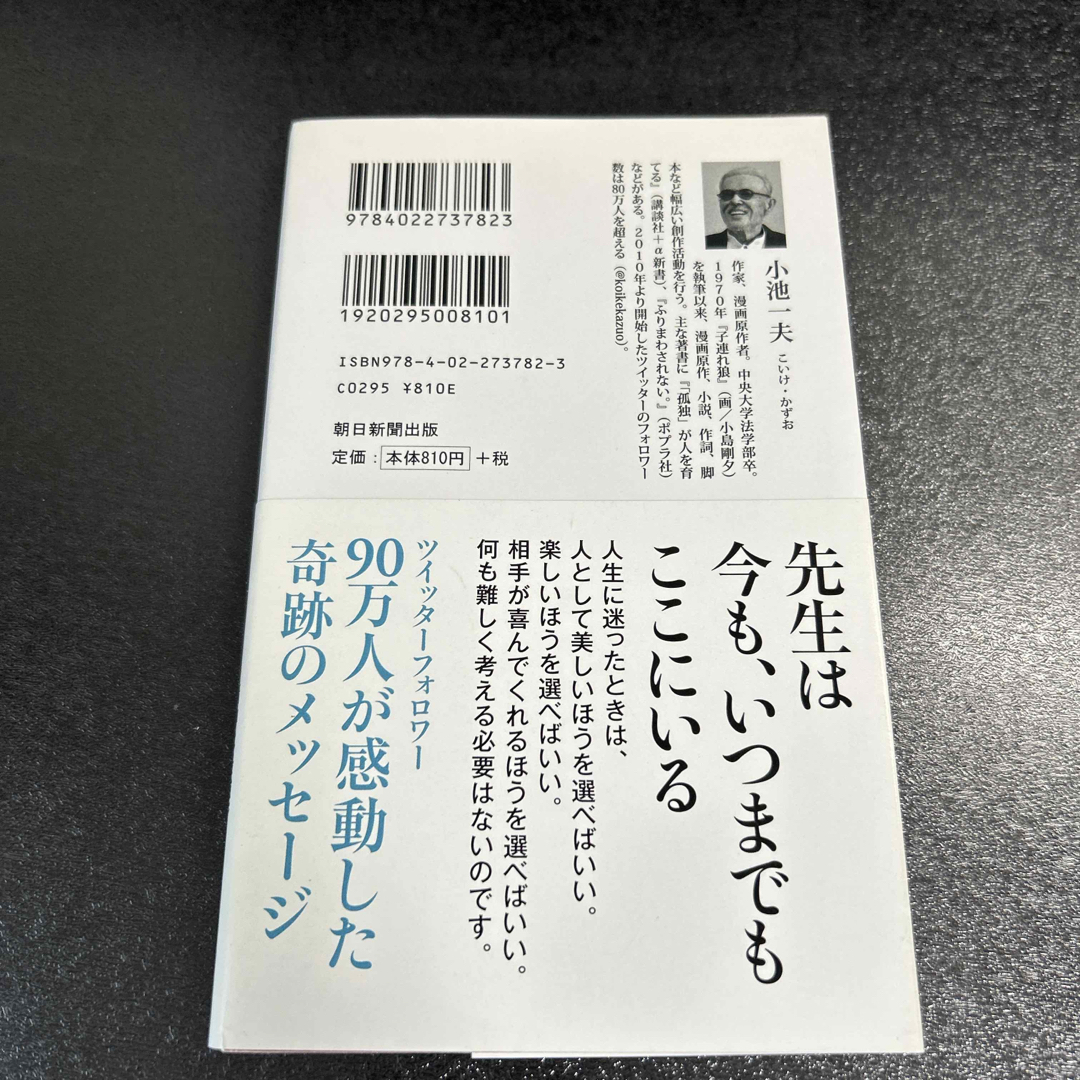 9784022737823
1920295008101
ISBN978-4-02-273782-3
C0295 ¥810E
朝日新聞出版
定価：本体810円＋税
小池一夫 こいけ・かずお
作家、漫画原作者。中央大学法学部卒。
1970年『子連れ狼』（画／小島剛夕）
を執筆以来、漫画原作、小説、作詞、脚
本など幅広い創作活動を行う。主な著書に『「孤独」が人を育
てる』（講談社＋α新書）、『ふりまわされない。』（ポプラ社）
などがある。2010年より開始したツイッターのフォロワー
数は80万人を超える（@koikekazuo）。
先生は
今も、いつまでも
ここにいる
人生に迷ったときは、
人として美しいほうを選べばいい。
楽しいほうを選べばいい。
相手が喜んでくれるほうを選べばいい。
何も難しく考える必要はないのです。
ツイッターフォロワー
90万人が感動した
奇跡のメッセージ